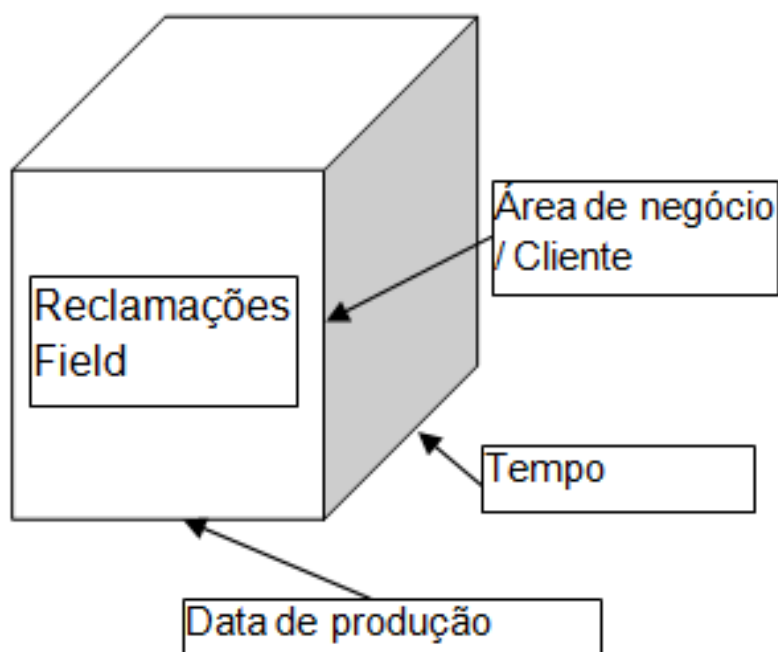 Área de negócio
/ Cliente
Reclamações
Field
Tempo
Data de produção